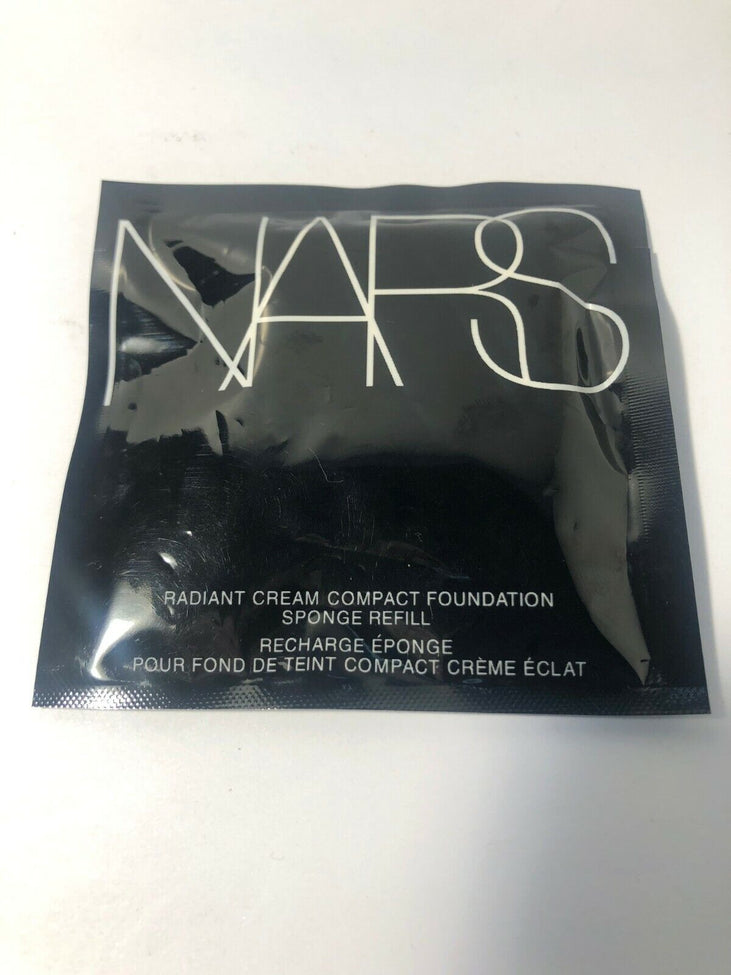 NARS
RADIANT CREAM COMPACT FOUNDATION
SPONGE REFILL
RECHARGE ÉPONGE
POUR FOND DE TEINT COMPACT CRÈME ÉCLAT